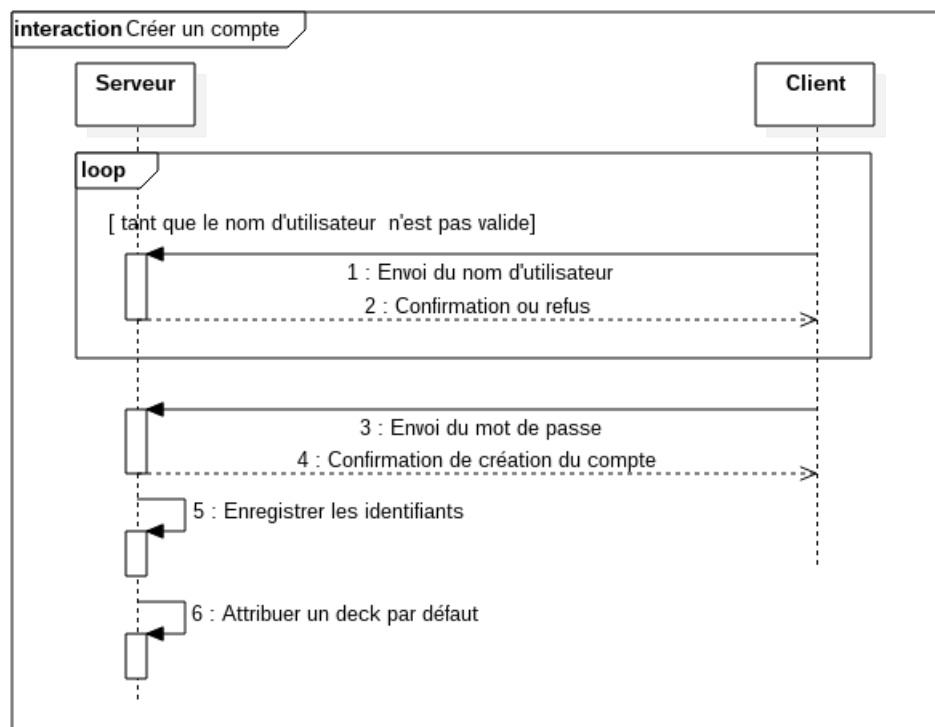 interaction Créer un compte
Serveur
Client
loop
[ tant que le nom d'utilisateur n'est pas valide]
1 : Envoi du nom d'utilisateur
2 : Confirmation ou refus
3 : Envoi du mot de passe
4 : Confirmation de création du compte
5 : Enregistrer les identifiants
6 : Attribuer un deck par défaut